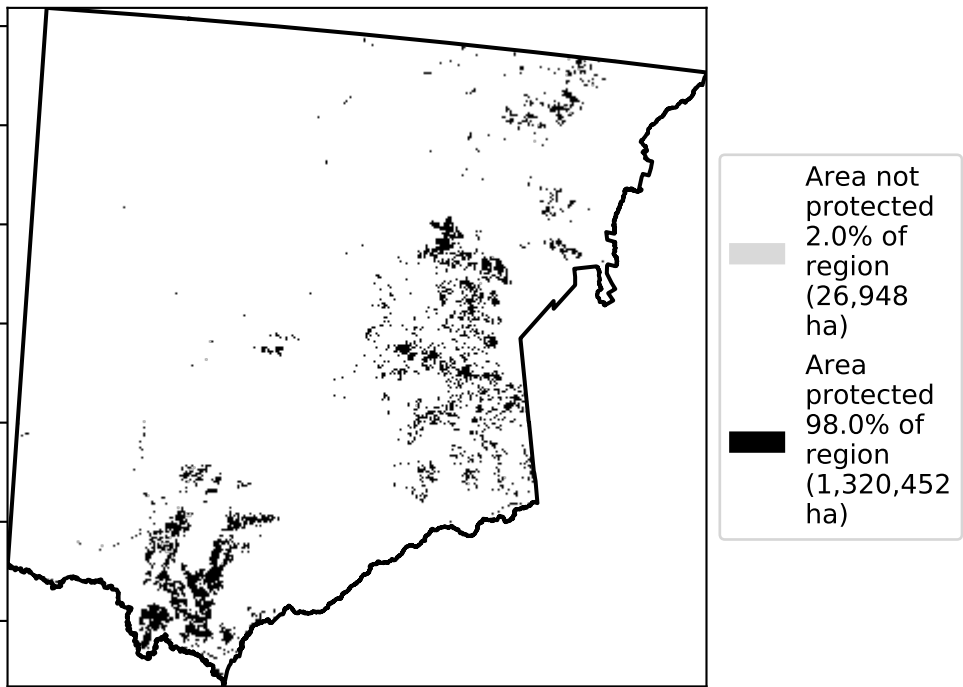 Area not
protected
2.0% of
region
(26,948
ha)
Area
protected
98.0% of
region
(1,320,452
ha)